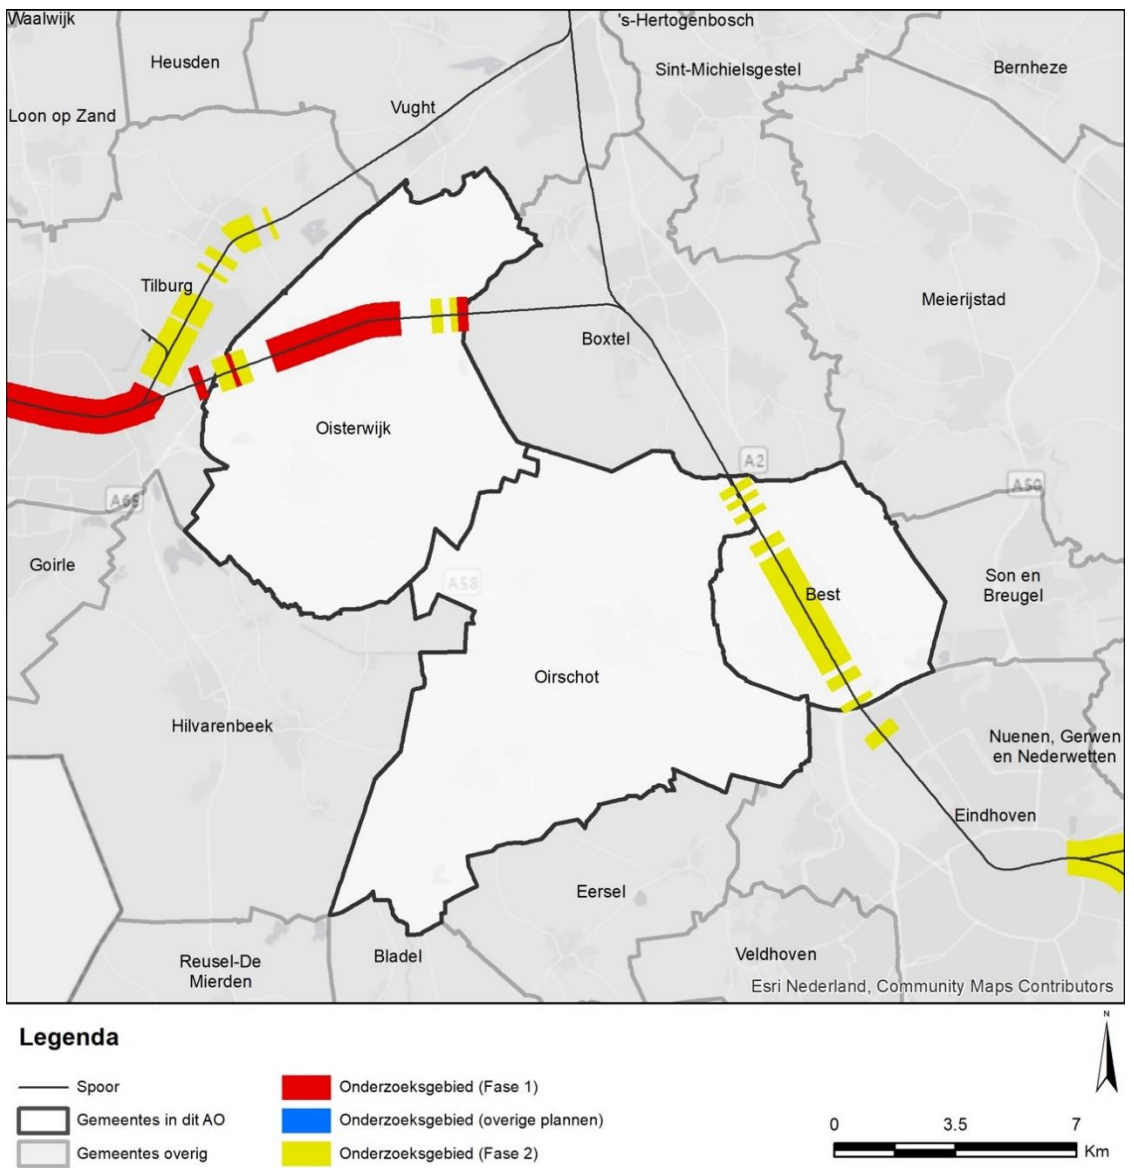 Waalwijk
's-Hertogenbosch
Heusden
Sint-Michielsgestel
Bernheze
Loon op Zand
Vught
Tilburg
Meierijstad
Boxtel
Oisterwijk
A2
A65
A50
Goirle
A58
Best
Son en
Breugel
Oirschot
Hilvarenbeek
Nuenen, Gerwen
en Nederwetten
Eindhoven
Eersel
Reusel-De
Mierden
Bladel
Veldhoven
Esri Nederland, Community Maps Contributors
Legenda
Spoor
Gemeentes in dit AO
Gemeentes overig
Onderzoeksgebied (Fase 1)
Onderzoeksgebied (overige plannen)
Onderzoeksgebied (Fase 2)
N
0 3.5 7
Km